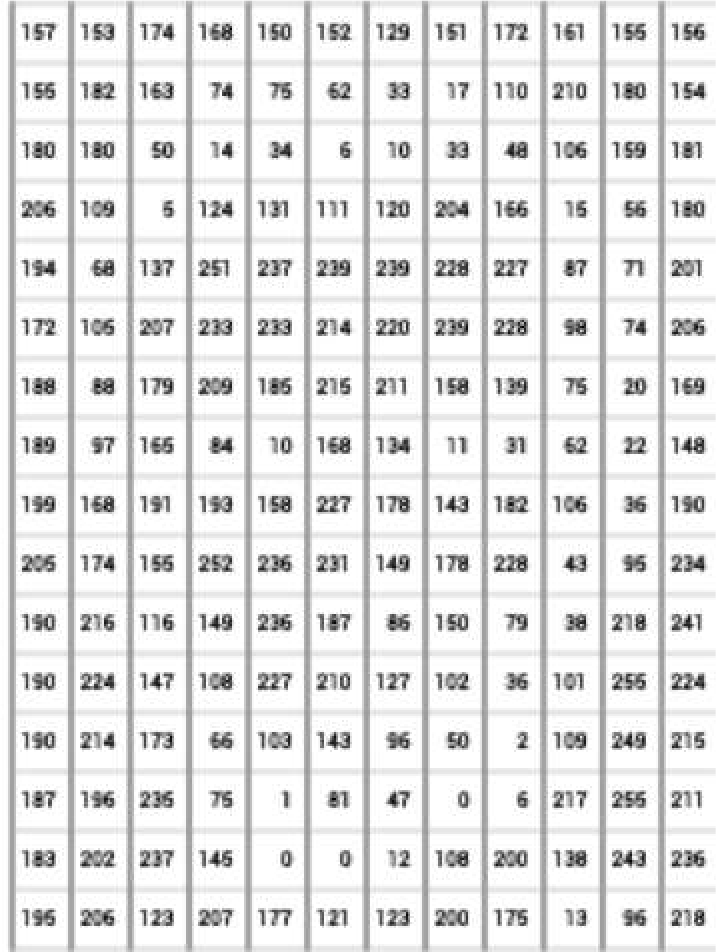 157 153 174 168 150 152 129 151 172 161 155 156
155 182 163 74 75 62 33 17 110 210 180 154
180 180 50 14 34 6 10 33 48 106 159 181
206 109 5 124 131 111 120 204 166 15 56 180
194 68 137 251 237 239 239 228 227 87 71 201
172 105 207 233 233 214 220 239 228 98 74 206
188 88 179 209 185 215 211 158 139 75 20 169
189 97 165 84 10 168 134 11 31 62 22 148
199 168 191 193 158 227 178 143 182 106 36 190
205 174 155 252 236 231 149 178 228 43 95 234
190 216 116 149 236 187 86 150 79 38 218 241
190 224 147 108 227 210 127 102 36 101 255 224
190 214 173 66 103 143 96 50 2 109 249 215
187 196 235 75 1 81 47 0 6 217 255 211
183 202 237 145 0 0 12 108 200 138 243 236
195 206 123 207 177 121 123 200 175 13 96 218